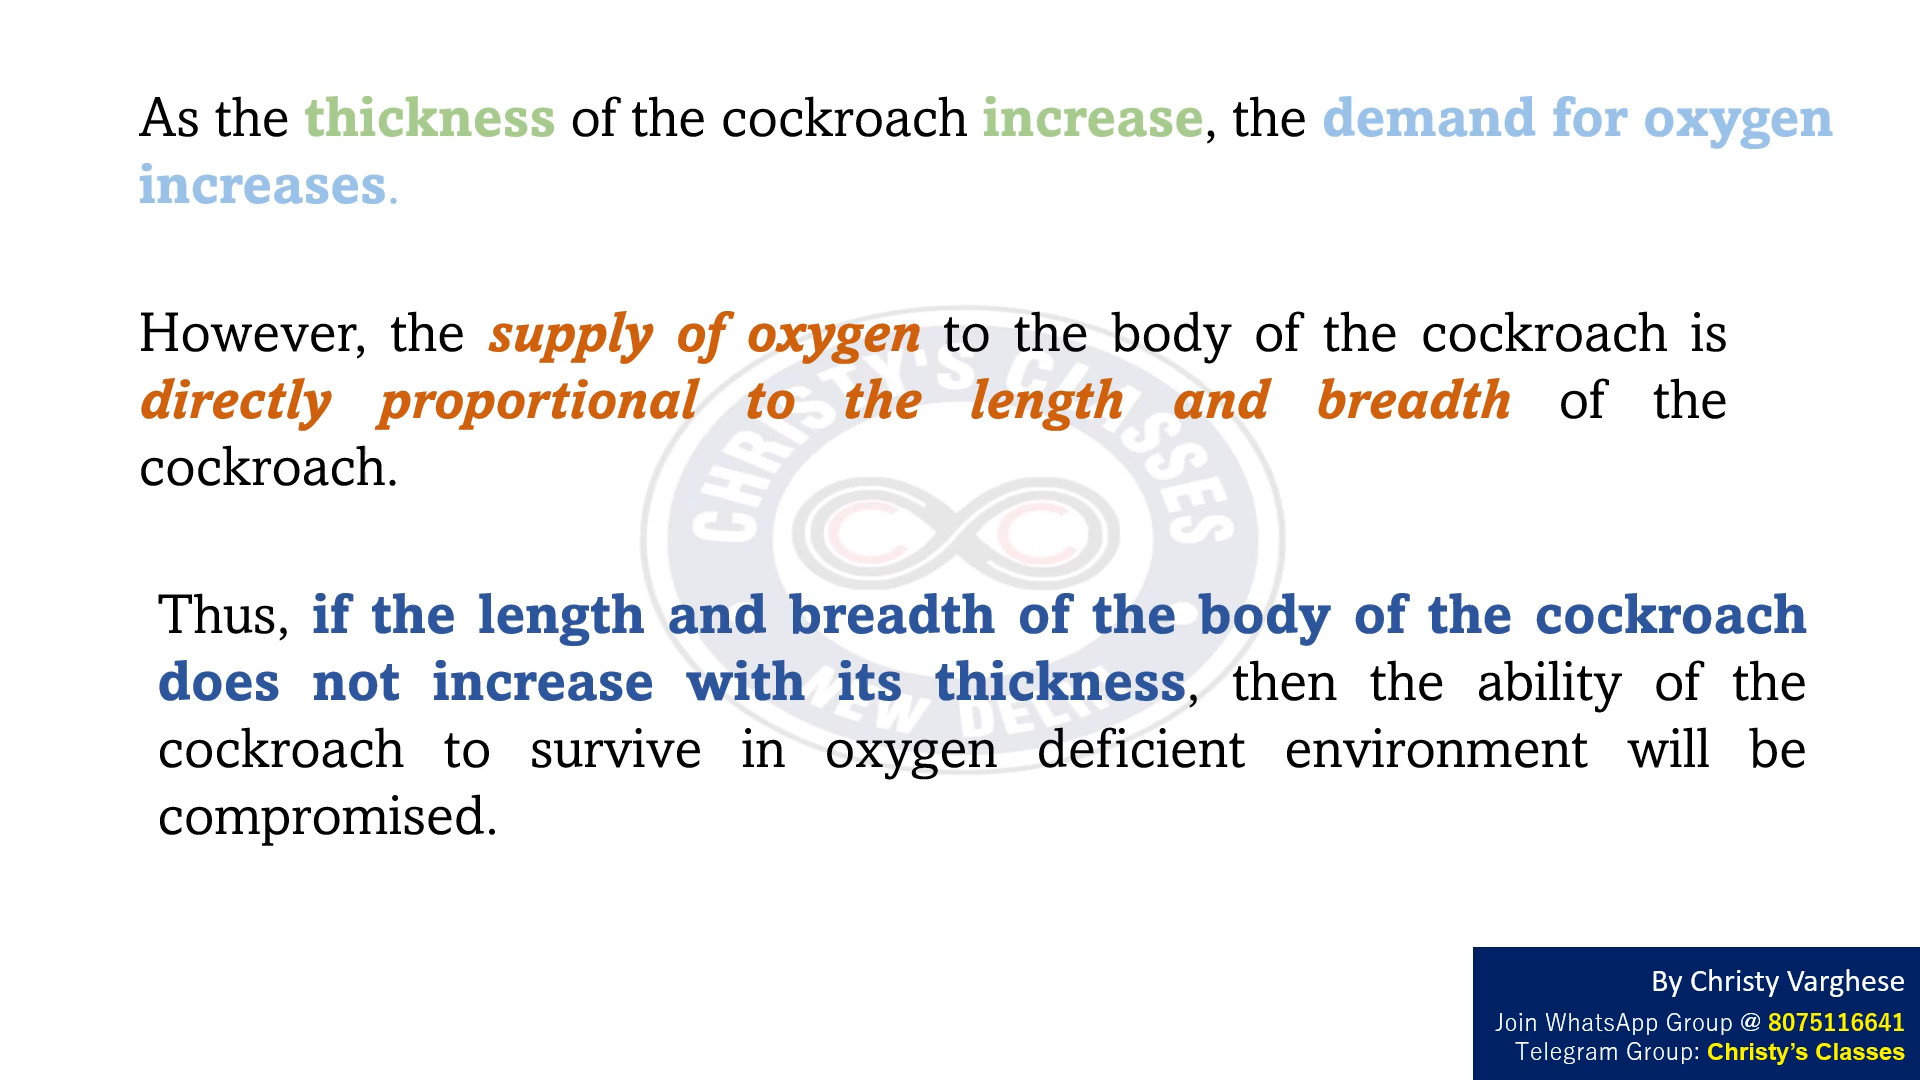 As the thickness of the cockroach increase, the demand for oxygen
increases.
However, the supply of oxygen to the body of the cockroach is
directly proportional to the length and breadth of the
cockroach.
CHRISTY'S CLASSES
NEW DELHI
Thus, if the length and breadth of the body of the cockroach
does not increase with its thickness, then the ability of the
cockroach to survive in oxygen deficient environment will be
compromised.
By Christy Varghese
Join WhatsApp Group @ 8075116641
Telegram Group: Christy’s Classes